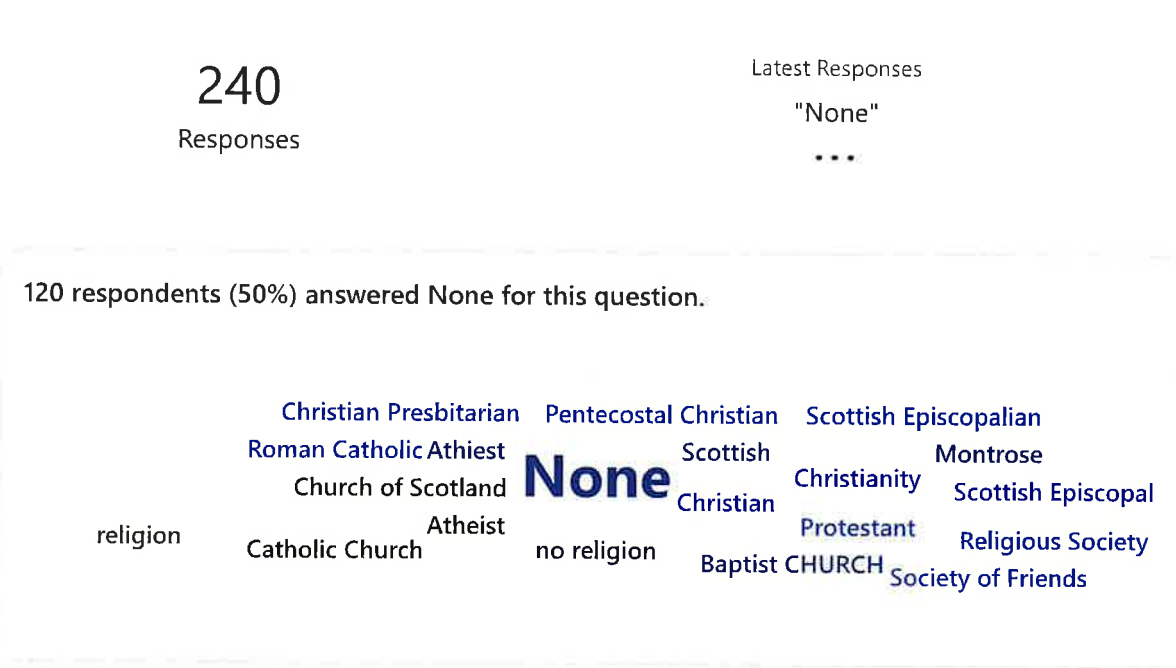 240
Responses
Latest Responses
"None"
...
120 respondents (50%) answered None for this question.
Christian Presbitarian Pentecostal Christian Scottish Episcopalian
Roman Catholic Athiest None Scottish Montrose
Church of Scotland Christian Christianity Scottish Episcopal
religion Atheist Protestant Religious Society
Catholic Church no religion Baptist CHURCH Society of Friends